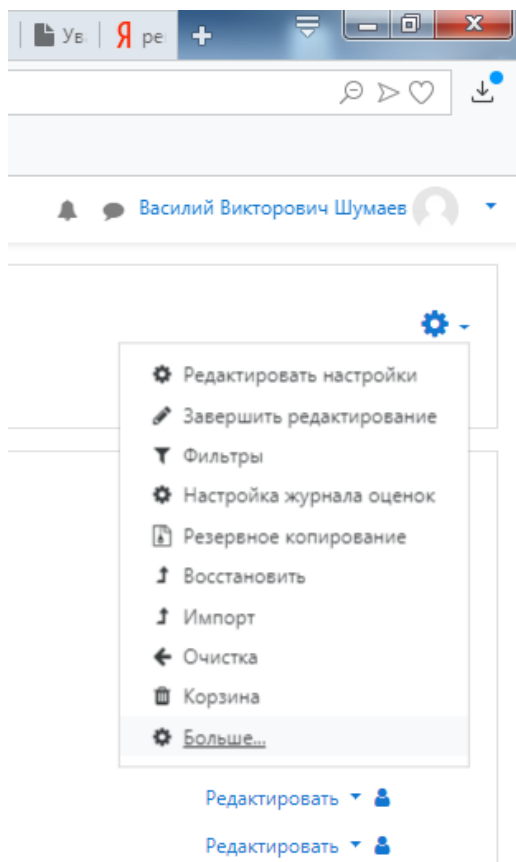 Ув
Я ре
Василий Викторович Шумаев
Редактировать настройки
Завершить редактирование
Фильтры
Настройка журнала оценок
Резервное копирование
Восстановить
Импорт
Очистка
Корзина
Больше...
Редактировать
Редактировать